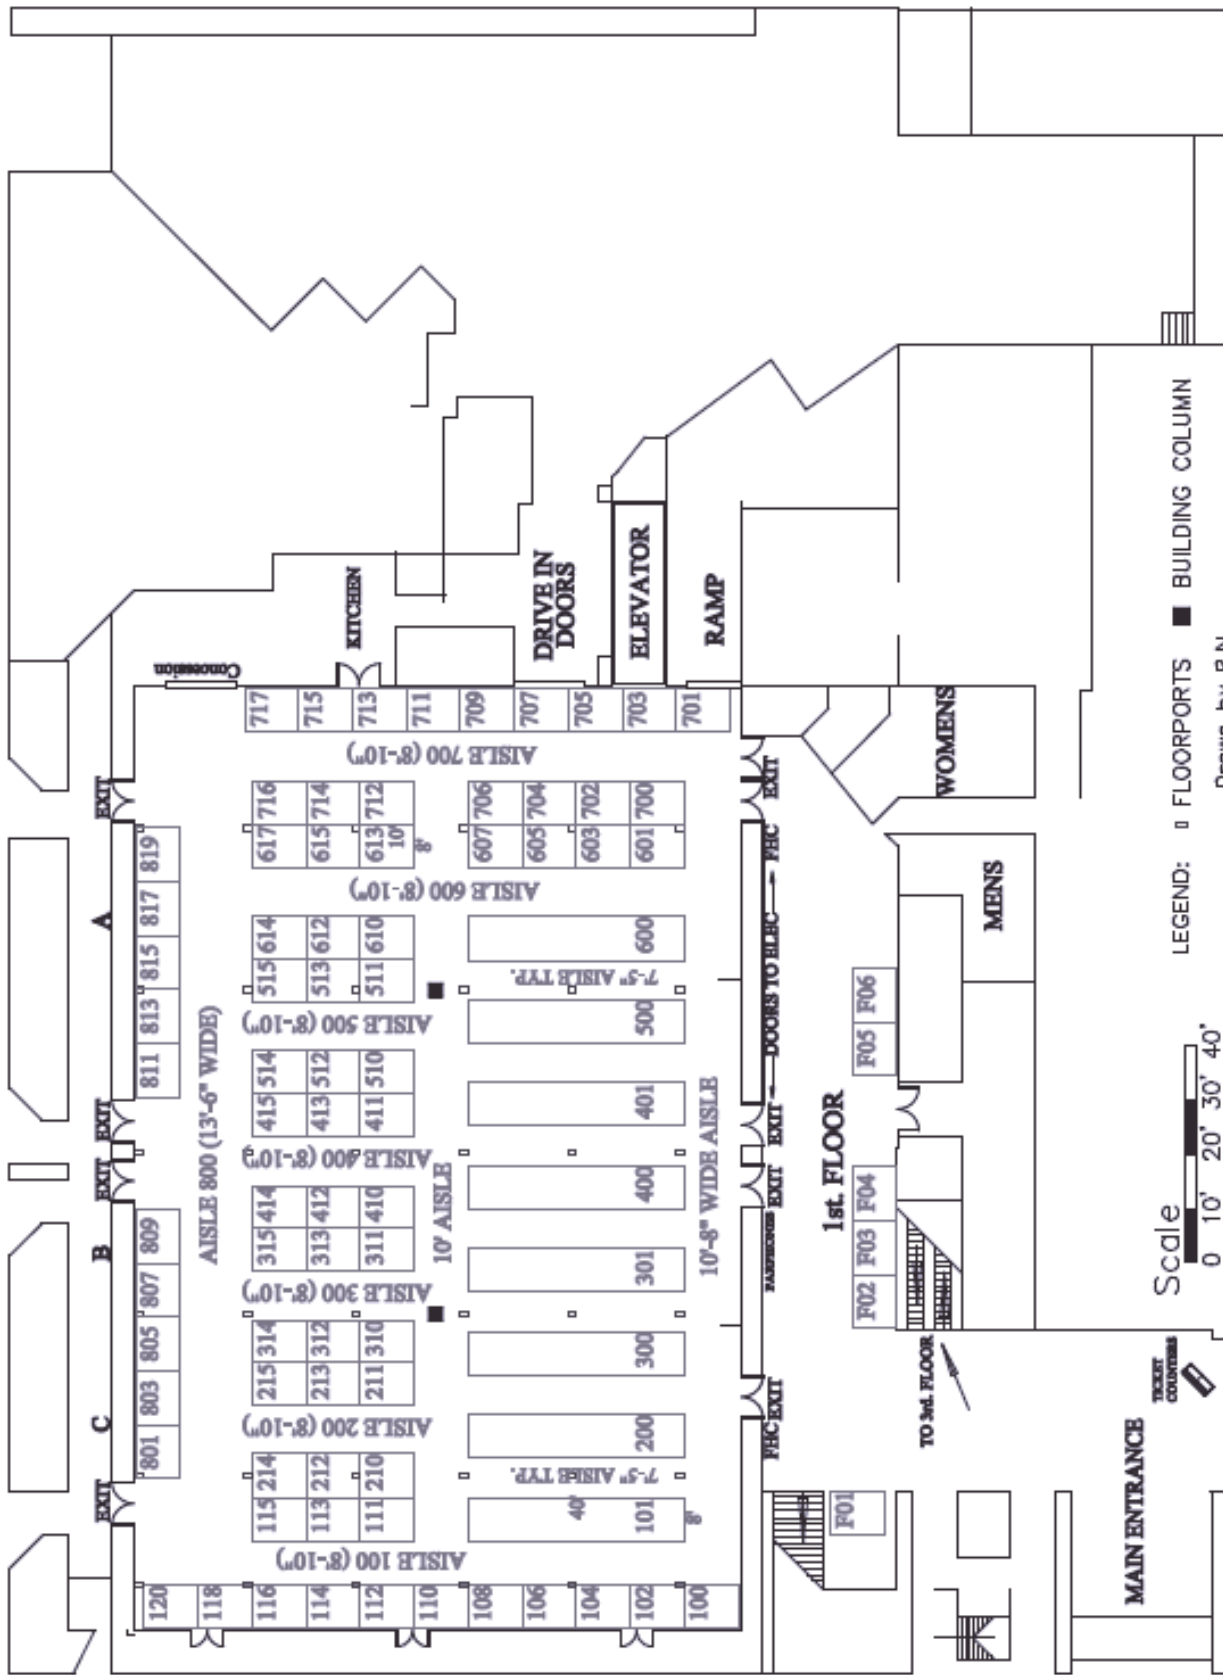 EXIT
A
EXIT
EXIT
B
C
EXIT
819
817
815
813
811
809
807
805
803
801
AISLE 800 (13'-6" WIDE)
Concession
KITCHEN
DRIVE IN
DOORS
ELEVATOR
RAMP
717
715
713
711
709
707
705
703
701
AISLE 700 (8'-10")
716
714
712
706
704
702
700
617
615
613
10'
8'
607
605
603
601
AISLE 600 (8'-10")
614
612
610
600
515
513
511
7'-5" AISLE TYP.
500
AISLE 500 (8'-10")
514
512
510
415
413
411
401
AISLE 400 (8'-10")
10' AISLE
10'-8" WIDE AISLE
414
412
410
400
315
313
311
301
AISLE 300 (8'-10")
314
312
310
300
215
213
211
AISLE 200 (8'-10")
200
214
212
210
7'-5" AISLE TYP.
115
113
111
40'
101
8'
AISLE 100 (8'-10")
120
118
116
114
112
110
108
106
104
102
100
EXIT
FHC
DOORS TO ELEC
EXIT
EXIT
PAYPHONES
EXIT
FHC
1st. FLOOR
WOMENS
MENS
F06
F05
F04
F03
F02
F01
TO 3rd. FLOOR
TICKET
COUNTERS
MAIN ENTRANCE
LEGEND: FLOORPORTS BUILDING COLUMN
Scale
0 10' 20' 30' 40'